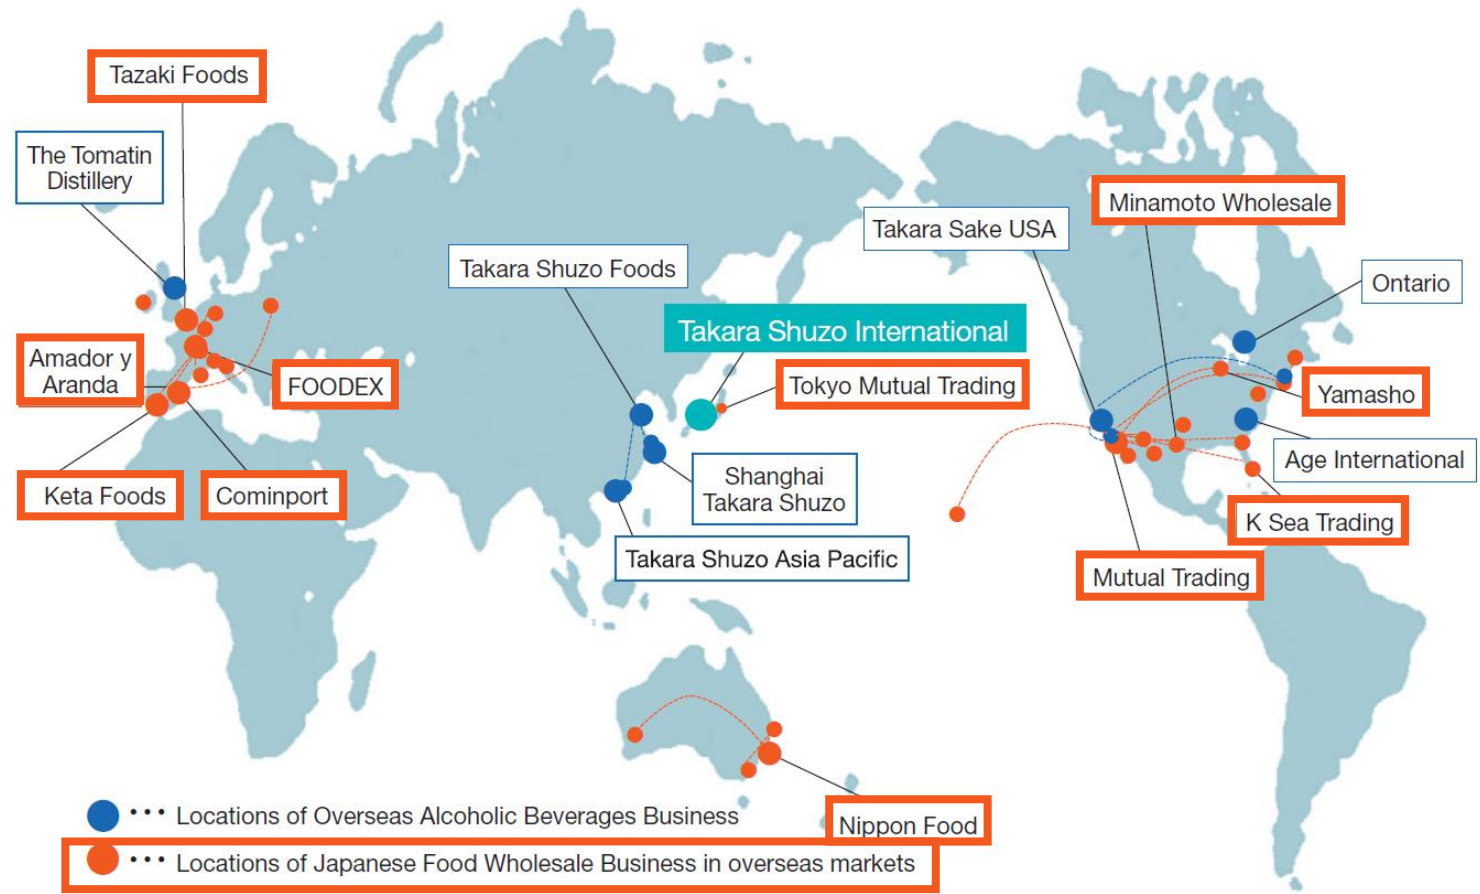 Tazaki Foods
The Tomatin
Distillery
Minamoto Wholesale
Takara Sake USA
Takara Shuzo Foods
Ontario
Takara Shuzo International
Amador y
Aranda
FOODEX
Tokyo Mutual Trading
Yamasho
Age International
Keta Foods
Cominport
Shanghai
Takara Shuzo
K Sea Trading
Takara Shuzo Asia Pacific
Mutual Trading
••• Locations of Overseas Alcoholic Beverages Business
Nippon Food
••• Locations of Japanese Food Wholesale Business in overseas markets